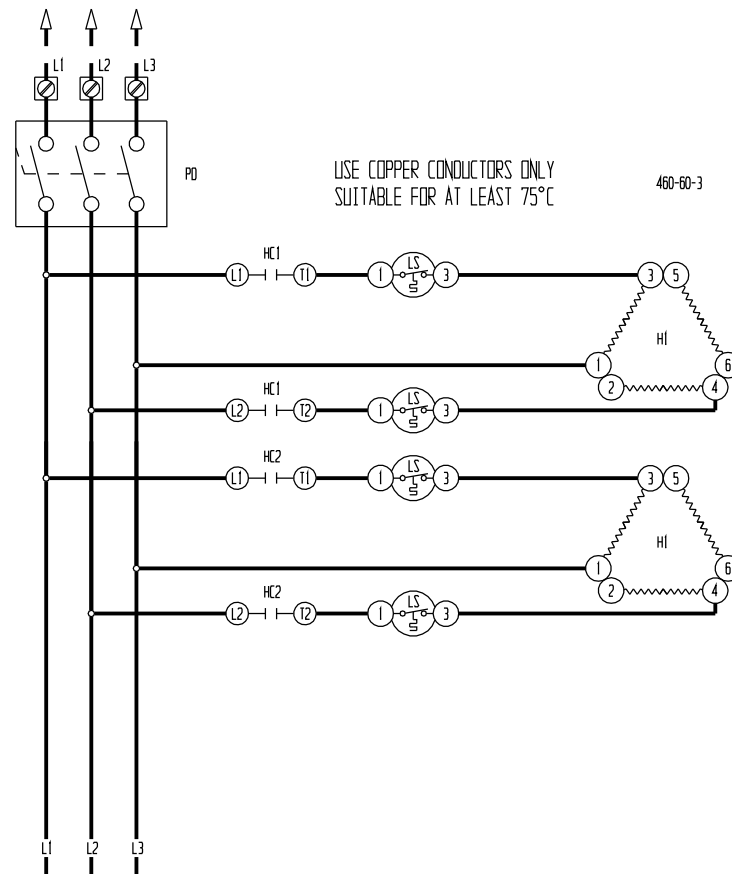 L1 L2 L3
PD
USE COPPER CONDUCTORS ONLY
SUITABLE FOR AT LEAST 75°C
460-60-3
HC1
L1 T1 1 LS 3 3 5
H1
1 6
2 4
HC1
L2 T2 1 LS 3
HC2
L1 T1 1 LS 3 3 5
H1
1 6
2 4
HC2
L2 T2 1 LS 3
L1 L2 L3